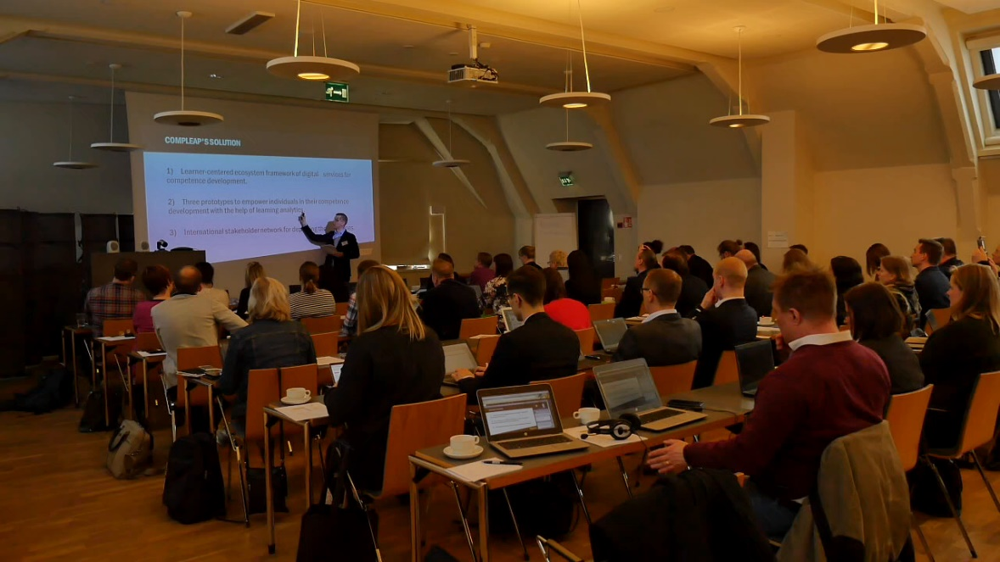 COMPLEAP'S SOLUTION
1) Learner-centered ecosystem framework of digital services for
competence development.
2) Three prototypes to empower individuals in their competence
development with the help of learning analytics
3) International stakeholder network for